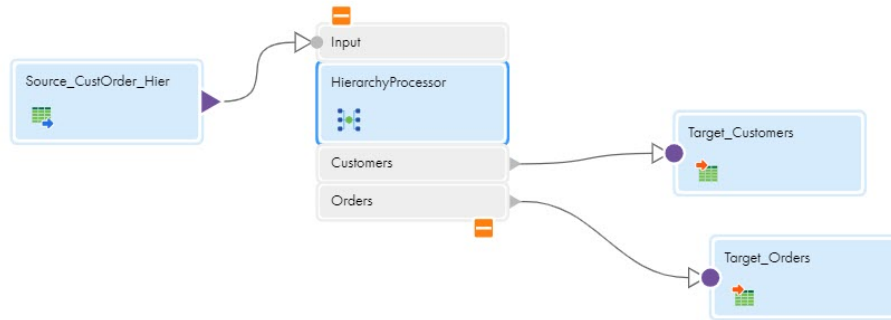 Source_CustOrder_Hier
Input
HierarchyProcessor
Customers
Orders
Target_Customers
Target_Orders